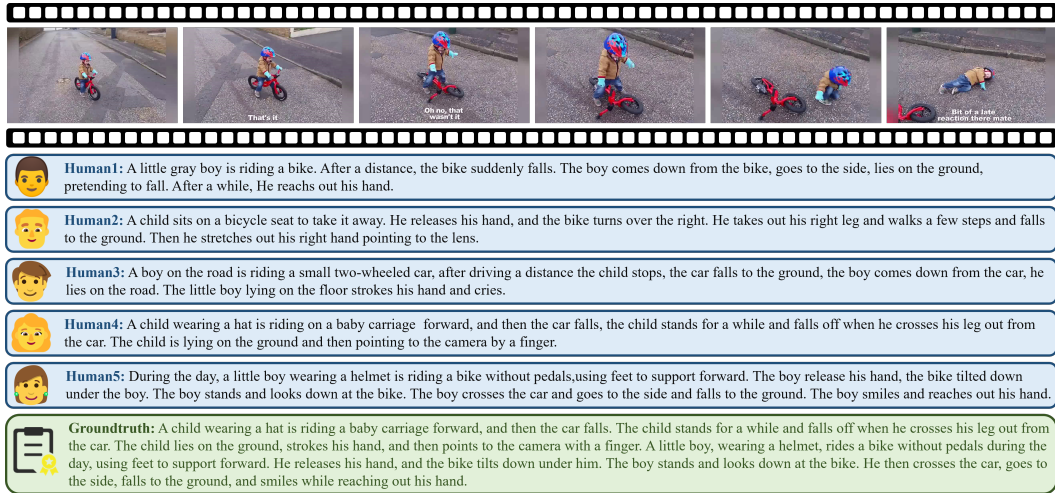 That's it
Oh no, that
wasn't it
Bit of a late
reaction there mate
Human1: A little gray boy is riding a bike. After a distance, the bike suddenly falls. The boy comes down from the bike, goes to the side, lies on the ground,
pretending to fall. After a while, He reachs out his hand.
Human2: A child sits on a bicycle seat to take it away. He releases his hand, and the bike turns over the right. He takes out his right leg and walks a few steps and falls
to the ground. Then he stretches out his right hand pointing to the lens.
Human3: A boy on the road is riding a small two-wheeled car, after driving a distance the child stops, the car falls to the ground, the boy comes down from the car, he
lies on the road. The little boy lying on the floor strokes his hand and cries.
Human4: A child wearing a hat is riding on a baby carriage forward, and then the car falls, the child stands for a while and falls off when he crosses his leg out from
the car. The child is lying on the ground and then pointing to the camera by a finger.
Human5: During the day, a little boy wearing a helmet is riding a bike without pedals,using feet to support forward. The boy release his hand, the bike tilted down
under the boy. The boy stands and looks down at the bike. The boy crosses the car and goes to the side and falls to the ground. The boy smiles and reaches out his hand.
Groundtruth: A child wearing a hat is riding a baby carriage forward, and then the car falls. The child stands for a while and falls off when he crosses his leg out from
the car. The child lies on the ground, strokes his hand, and then points to the camera with a finger. A little boy, wearing a helmet, rides a bike without pedals during the
day, using feet to support forward. He releases his hand, and the bike tilts down under him. The boy stands and looks down at the bike. He then crosses the car, goes to
the side, falls to the ground, and smiles while reaching out his hand.